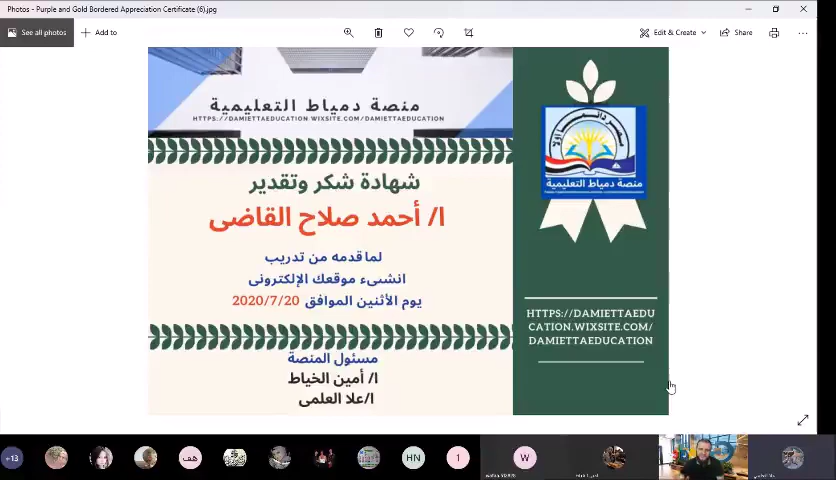 Photos - Purple and Gold Bordered Appreciation Certificate (6).jpg
See all photos
Add to
Edit & Create
Share
منصة دمياط التعليمية
HTTPS://DAMIETTAEDUCATION.WIXSITE.COM/DAMIETTAEDUCATION
شهادة شكر وتقدير
ا/ أحمد صلاح القاضى
لما قدمه من تدريب
انشىء موقعك الإلكترونى
يوم الأثنين الموافق 2020/7/20
مسئول المنصة
ا/ أمين الخياط
ا/علا العلمى
منصة دمياط التعليمية
HTTPS://DAMIETTAEDU
CATION.WIXSITE.COM/
DAMIETTAEDUCATION
+13
هف
HN
1
W